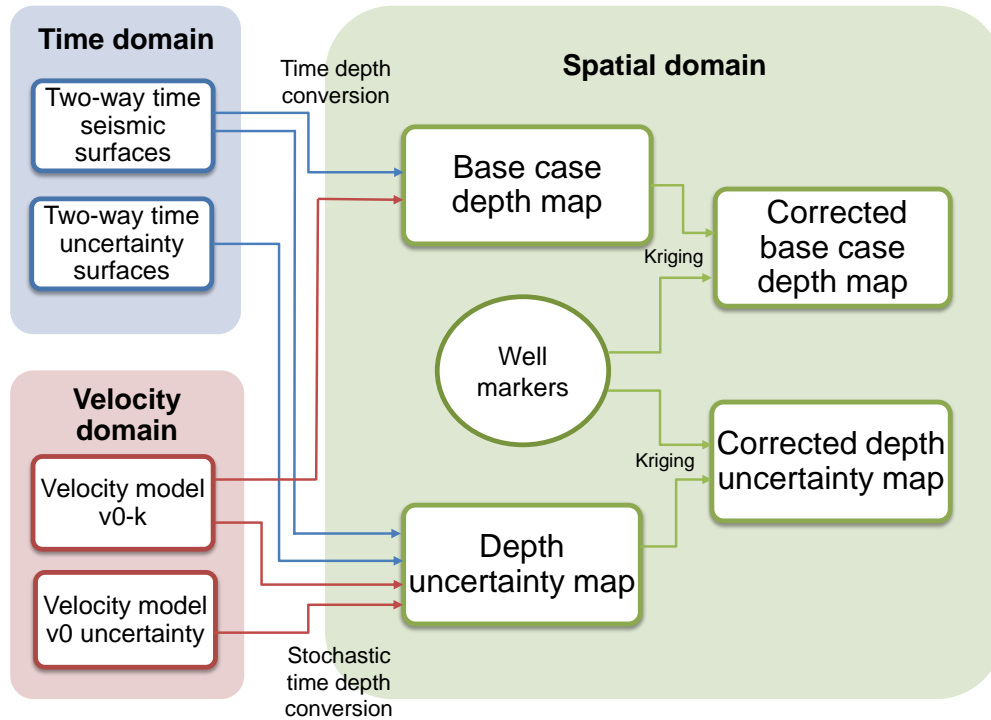 Time domain
Two-way time
seismic
surfaces
Two-way time
uncertainty
surfaces
Velocity
domain
Velocity model
v0-k
Velocity model
v0 uncertainty
Time depth
conversion
Stochastic
time depth
conversion
Spatial domain
Base case
depth map
Kriging
Corrected
base case
depth map
Well
markers
Kriging
Corrected depth
uncertainty map
Depth
uncertainty map